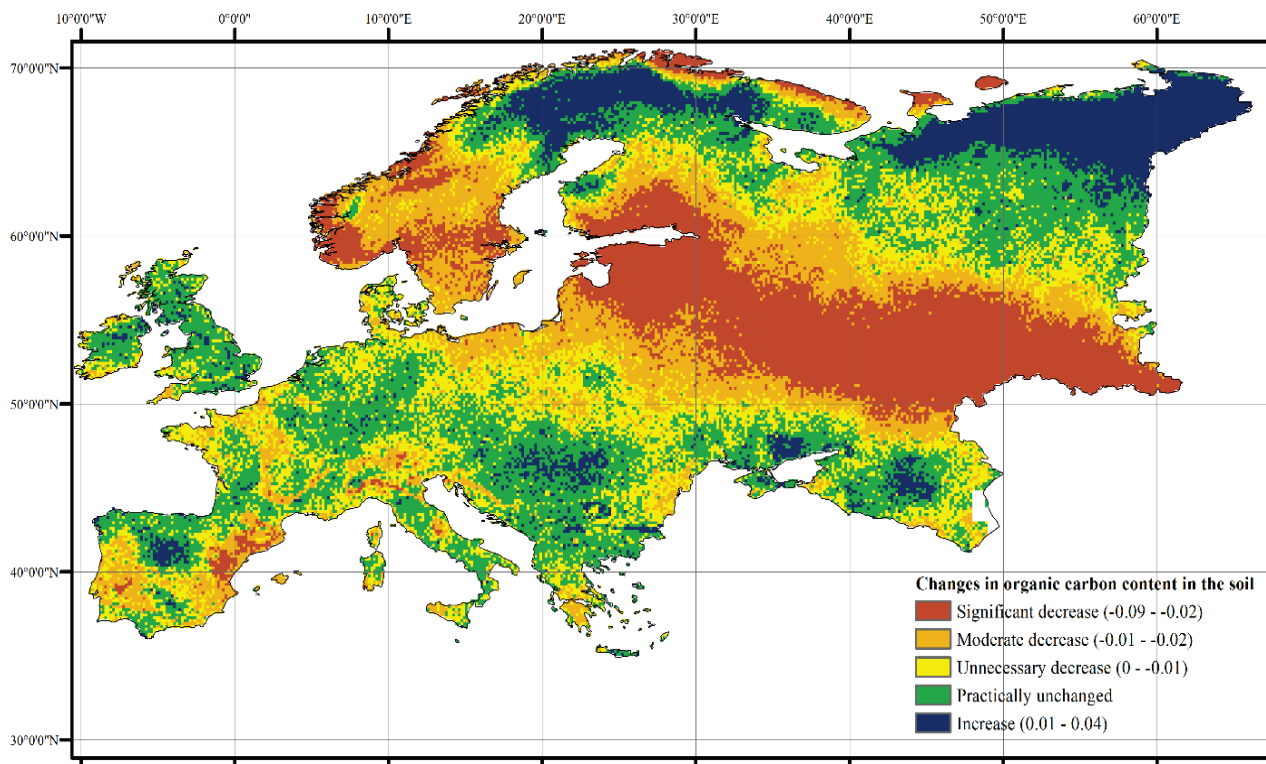 10°0'0"W 0°0'0" 10°0'0"E 20°0'0"E 30°0'0"E 40°0'0"E 50°0'0"E 60°0'0"E
70°0'0"N
60°0'0"N
50°0'0"N
40°0'0"N
30°0'0"N
Changes in organic carbon content in the soil
Significant decrease (-0.09 - -0.02)
Moderate decrease (-0.01 - -0.02)
Unnecessary decrease (0 - -0.01)
Practically unchanged
Increase (0.01 - 0.04)